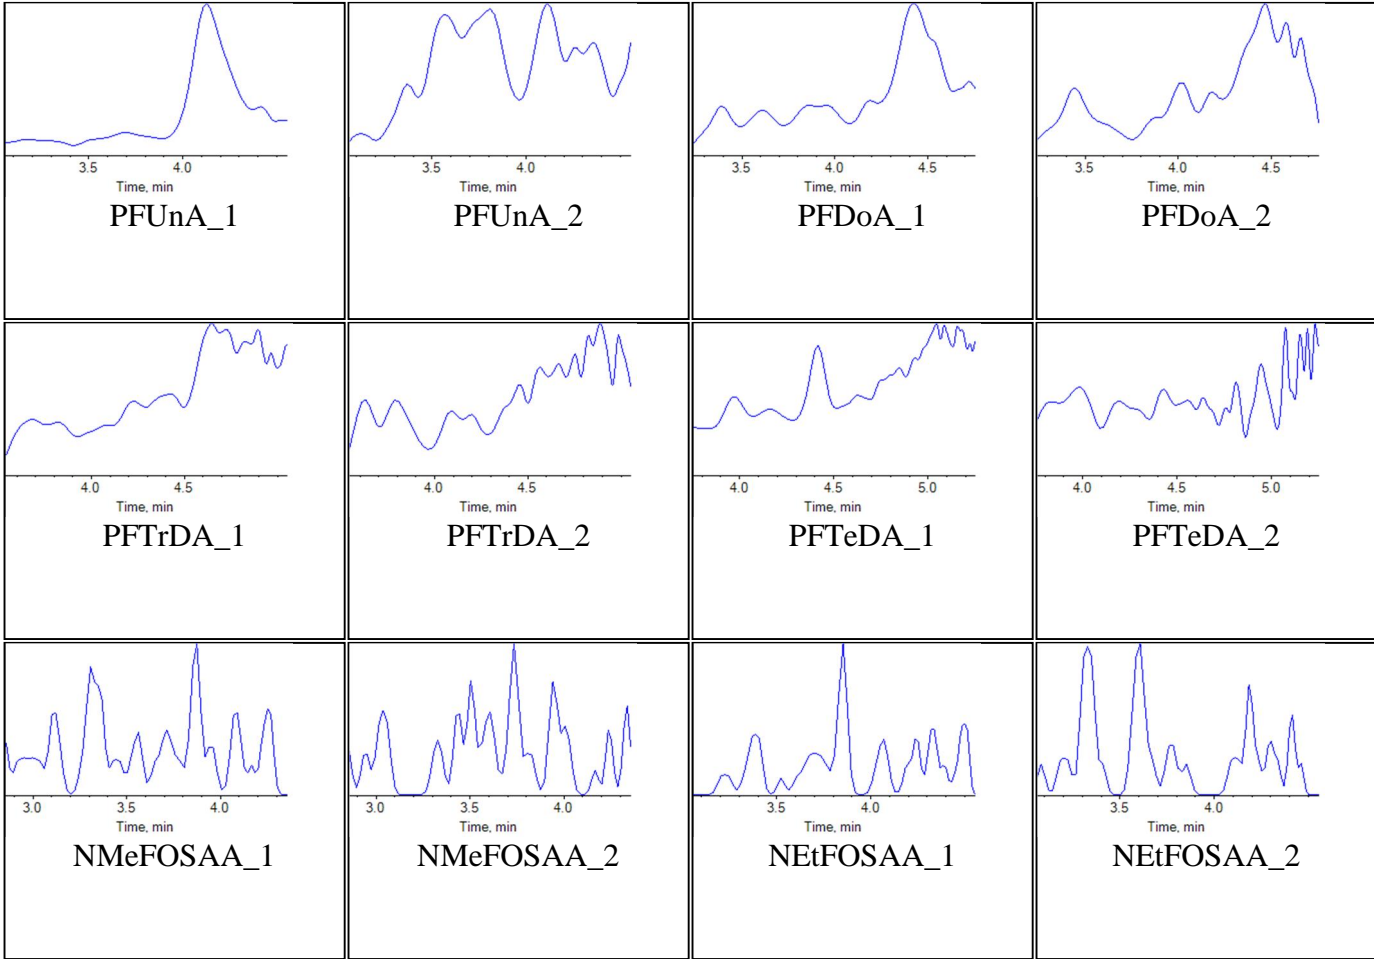 3.5 4.0
Time, min
PFUnA_1
3.5 4.0
Time, min
PFUnA_2
3.5 4.0 4.5
Time, min
PFDoA_1
3.5 4.0 4.5
Time, min
PFDoA_2
4.0 4.5
Time, min
PFTrDA_1
4.0 4.5
Time, min
PFTrDA_2
4.0 4.5 5.0
Time, min
PFTeDA_1
4.0 4.5 5.0
Time, min
PFTeDA_2
3.0 3.5 4.0
Time, min
NMeFOSAA_1
3.0 3.5 4.0
Time, min
NMeFOSAA_2
3.5 4.0
Time, min
NEtFOSAA_1
3.5 4.0
Time, min
NEtFOSAA_2